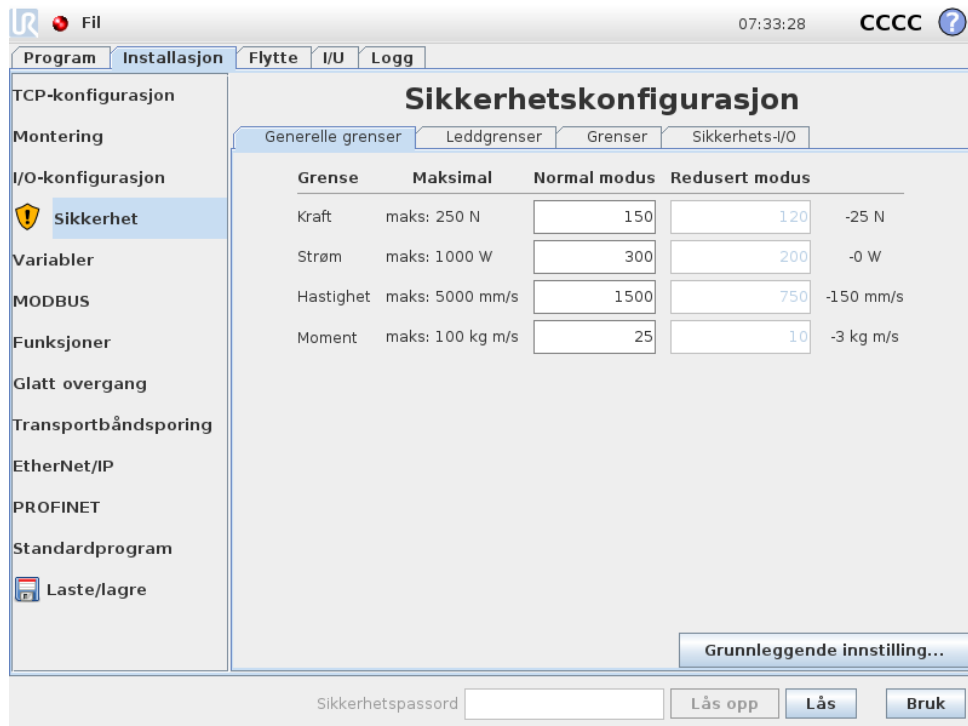 UR Fil 07:33:28 CCCC ?
Program Installasjon Flytte I/U Logg
TCP-konfigurasjon
Montering
I/O-konfigurasjon
Sikkerhet
Variabler
MODBUS
Funksjoner
Glatt overgang
Transportbåndsporing
EtherNet/IP
PROFINET
Standardprogram
Laste/lagre
Sikkerhetskonfigurasjon
Generelle grenser Leddgrenser Grenser Sikkerhets-I/O
Grense Maksimal Normal modus Redusert modus
Kraft maks: 250 N 150 120 -25 N
Strøm maks: 1000 W 300 200 -0 W
Hastighet maks: 5000 mm/s 1500 750 -150 mm/s
Moment maks: 100 kg m/s 25 10 -3 kg m/s
Grunnleggende innstilling...
Sikkerhetspassord Lås opp Lås Bruk